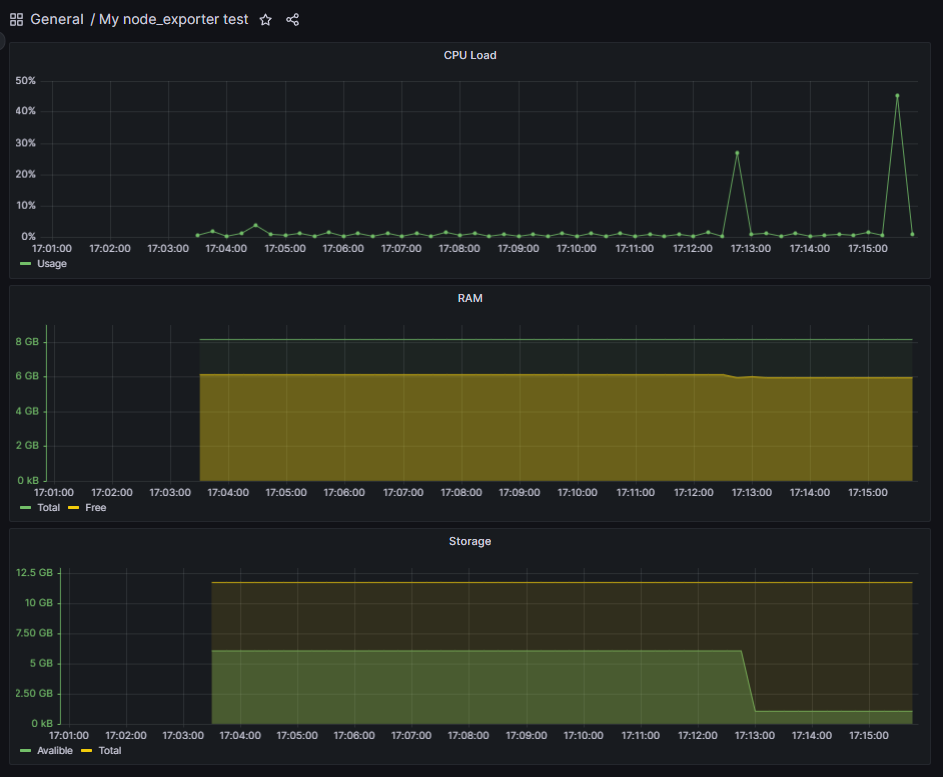 General / My node_exporter test
CPU Load
50%
40%
30%
20%
10%
0%
17:01:00 17:02:00 17:03:00 17:04:00 17:05:00 17:06:00 17:07:00 17:08:00 17:09:00 17:10:00 17:11:00 17:12:00 17:13:00 17:14:00 17:15:00
Usage
RAM
8 GB
6 GB
4 GB
2 GB
0 kB
17:01:00 17:02:00 17:03:00 17:04:00 17:05:00 17:06:00 17:07:00 17:08:00 17:09:00 17:10:00 17:11:00 17:12:00 17:13:00 17:14:00 17:15:00
Total Free
Storage
12.5 GB
10 GB
7.50 GB
5 GB
2.50 GB
0 kB
17:01:00 17:02:00 17:03:00 17:04:00 17:05:00 17:06:00 17:07:00 17:08:00 17:09:00 17:10:00 17:11:00 17:12:00 17:13:00 17:14:00 17:15:00
Avalible Total